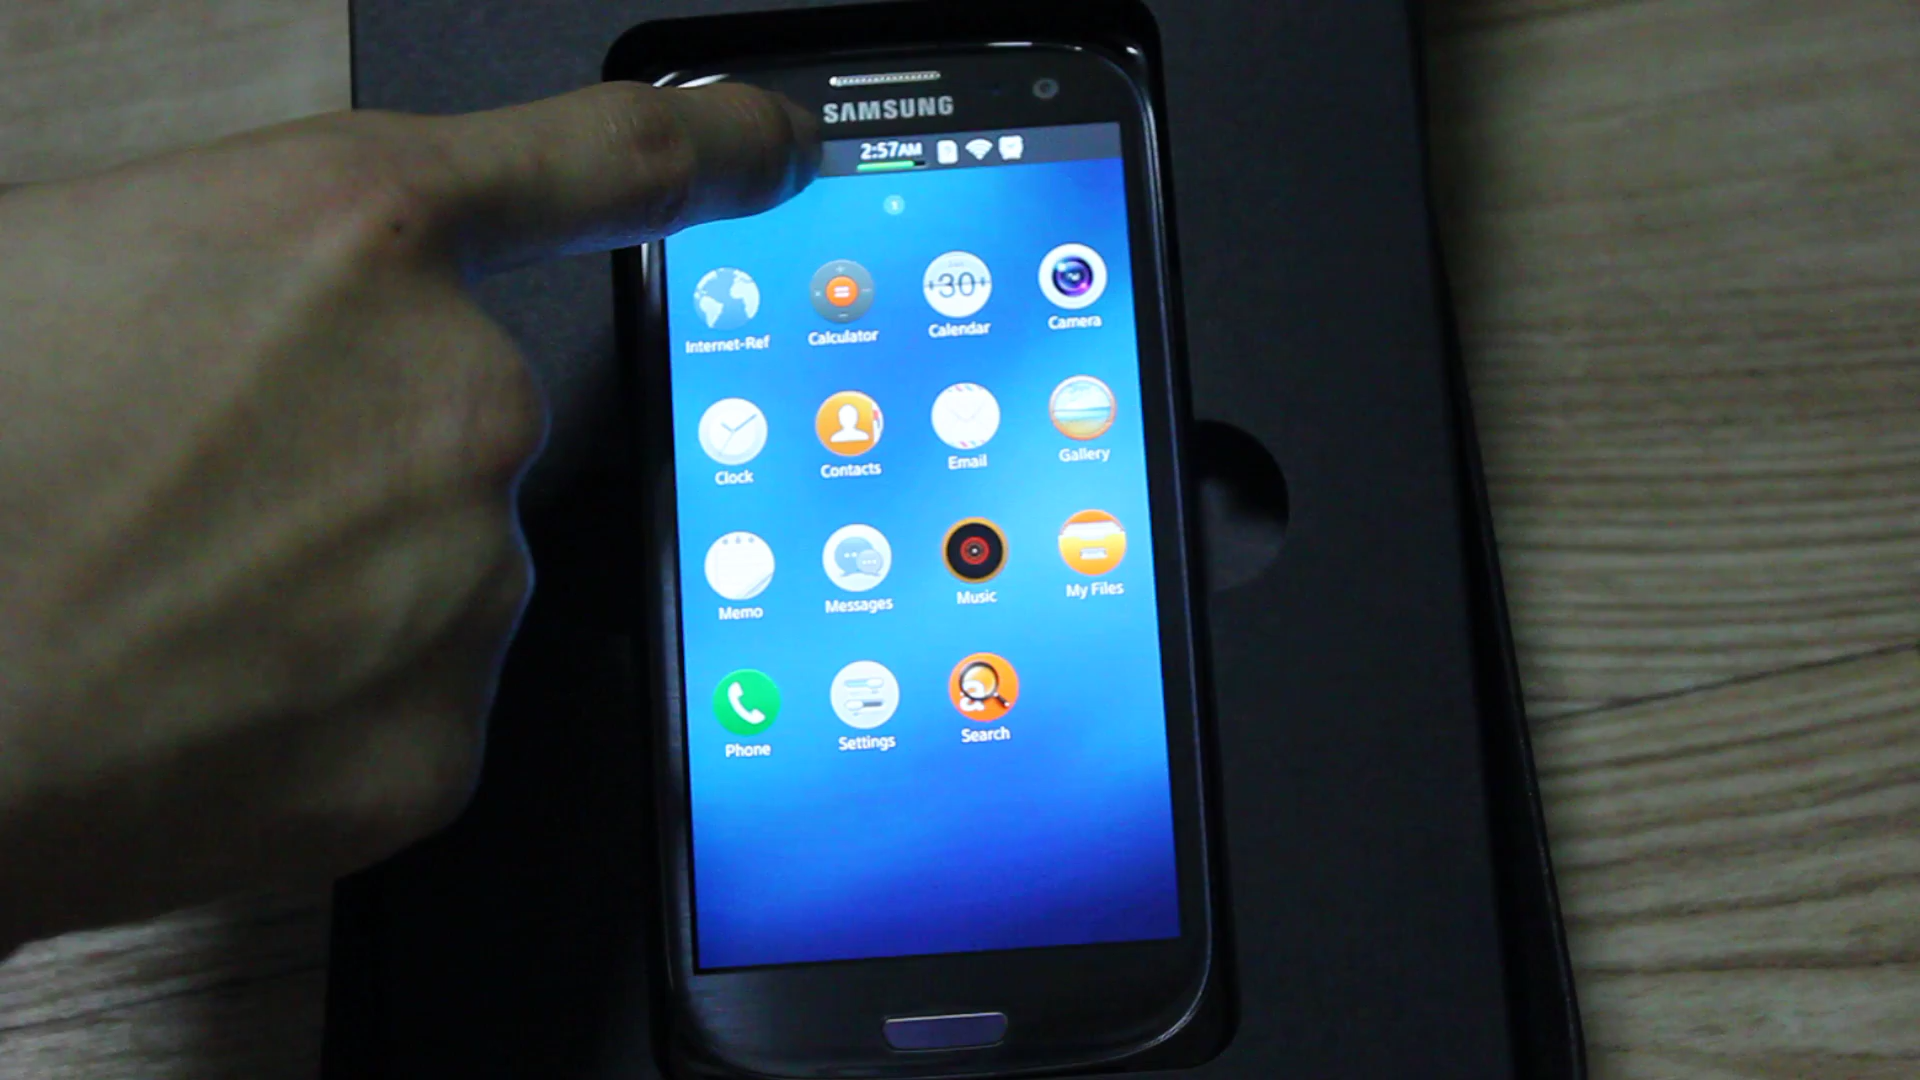 SAMSUNG
2:57AM
1
Internet-Ref
Calculator
30
Calendar
Camera
Clock
Contacts
Email
Gallery
Memo
Messages
Music
My Files
Phone
Settings
a
Search